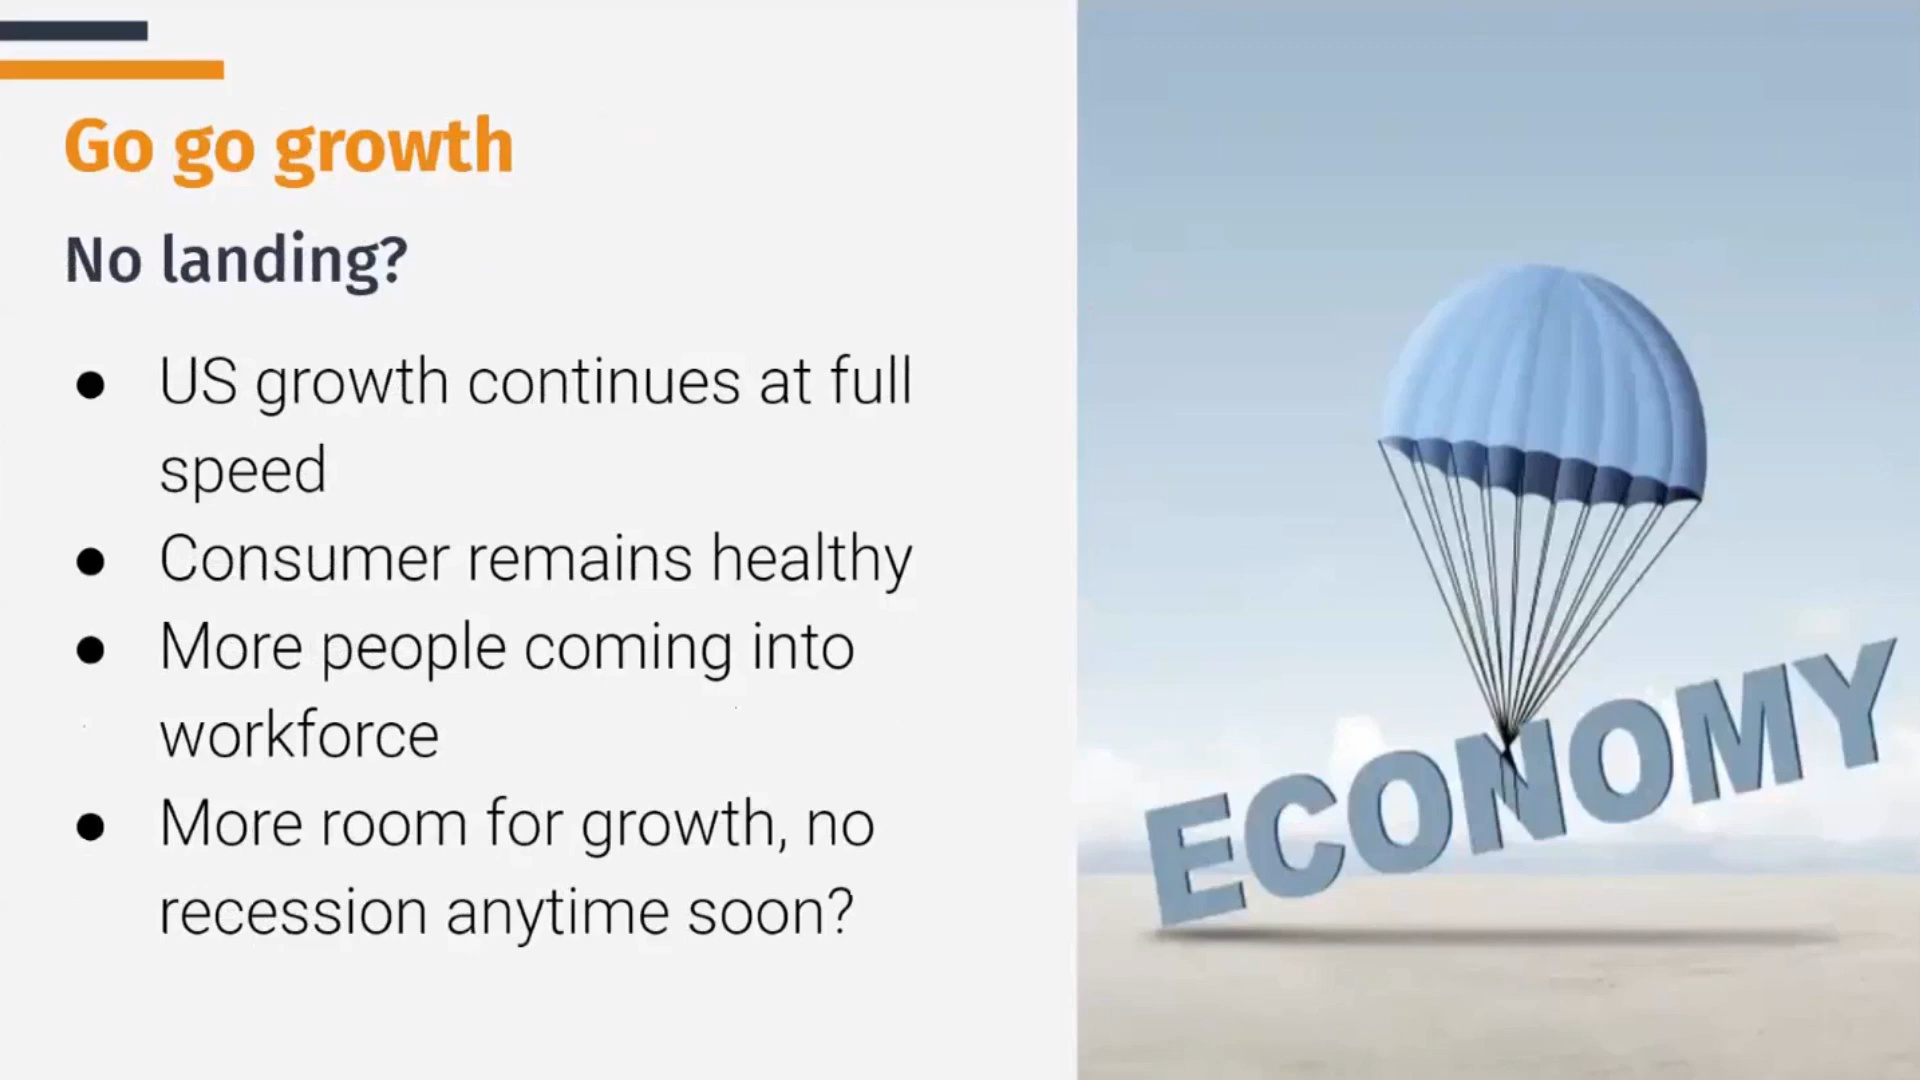 Go go growth
No landing?
● US growth continues at full
speed
● Consumer remains healthy
● More people coming into
workforce
● More room for growth, no
recession anytime soon?
ECONOMY